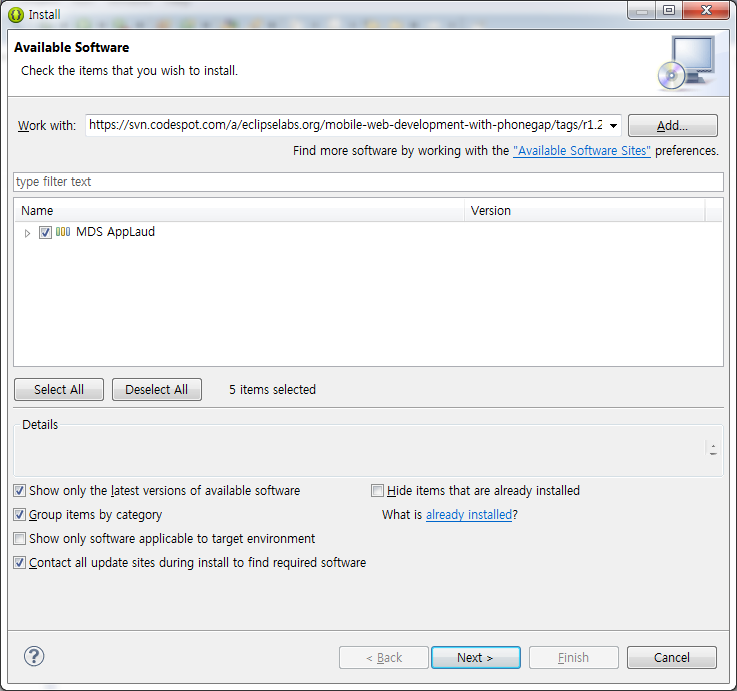 Install
Available Software
Check the items that you wish to install.
Work with: https://svn.codespot.com/a/eclipselabs.org/mobile-web-development-with-phonegap/tags/r1.2 Add...
Find more software by working with the "Available Software Sites" preferences.
type filter text
Name Version
MDS AppLaud
Select All Deselect All 5 items selected
Details
Show only the latest versions of available software Hide items that are already installed
Group items by category What is already installed?
Show only software applicable to target environment
Contact all update sites during install to find required software
? < Back Next > Finish Cancel